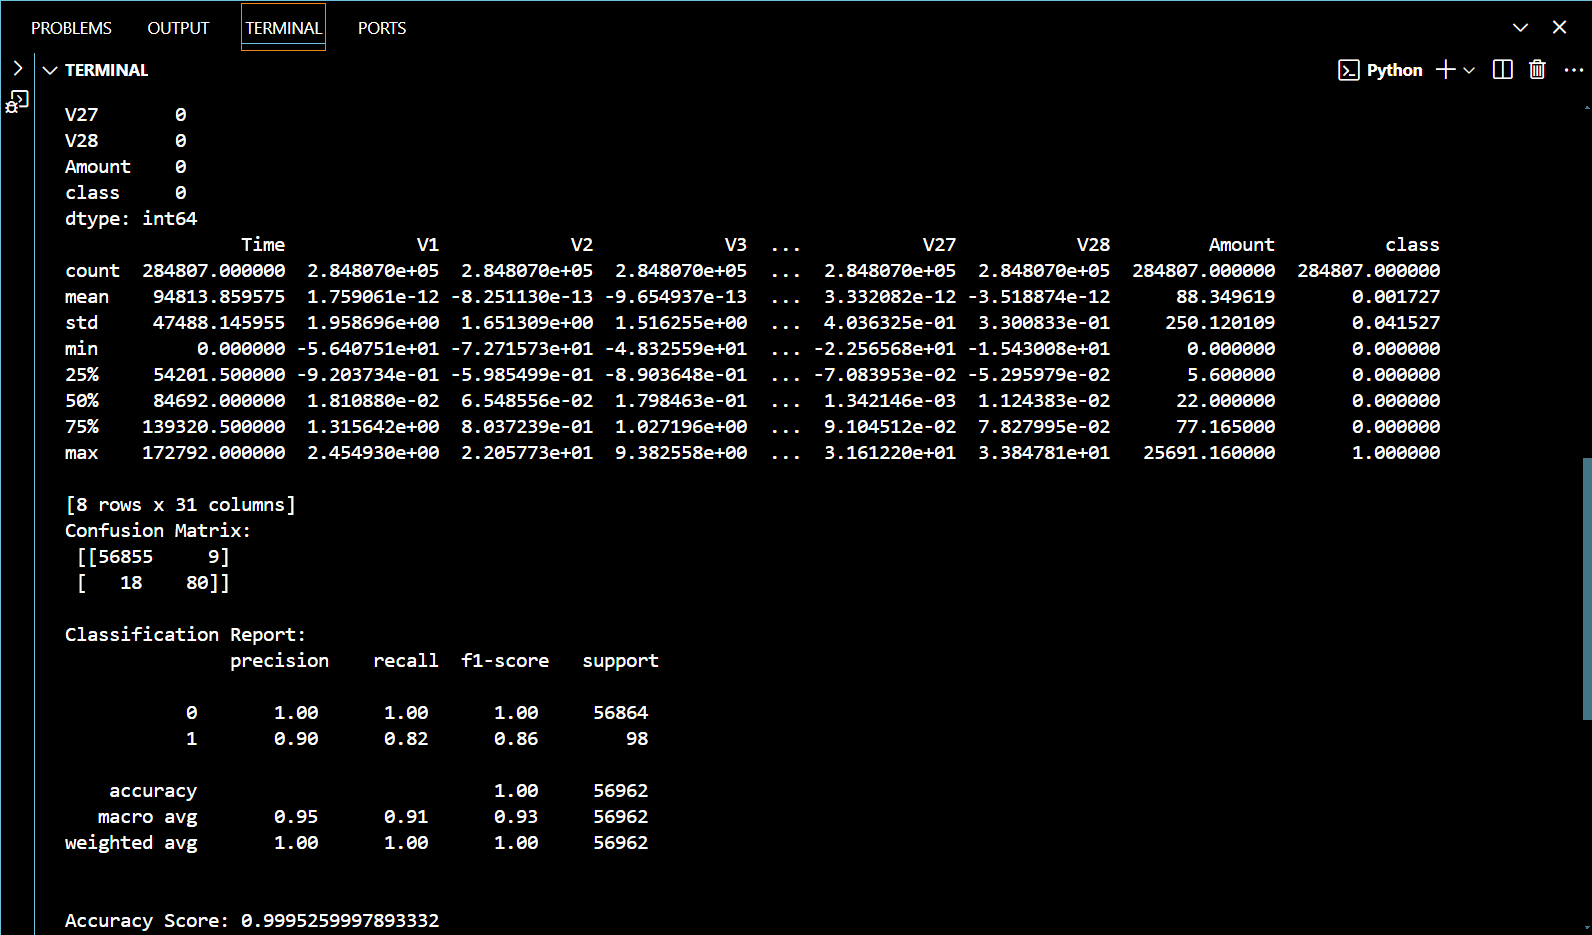 PROBLEMS OUTPUT TERMINAL PORTS
TERMINAL Python
V27 0
V28 0
Amount 0
class 0
dtype: int64
Time V1 V2 V3 ... V27 V28 Amount class
count 284807.000000 2.848070e+05 2.848070e+05 2.848070e+05 ... 2.848070e+05 2.848070e+05 284807.000000 284807.000000
mean 94813.859575 1.759061e-12 -8.251130e-13 -9.654937e-13 ... 3.332082e-12 -3.518874e-12 88.349619 0.001727
std 47488.145955 1.958696e+00 1.651309e+00 1.516255e+00 ... 4.036325e-01 3.300833e-01 250.120109 0.041527
min 0.000000 -5.640751e+01 -7.271573e+01 -4.832559e+01 ... -2.256568e+01 -1.543008e+01 0.000000 0.000000
25% 54201.500000 -9.203734e-01 -5.985499e-01 -8.903648e-01 ... -7.083953e-02 -5.295979e-02 5.600000 0.000000
50% 84692.000000 1.810880e-02 6.548556e-02 1.798463e-01 ... 1.342146e-03 1.124383e-02 22.000000 0.000000
75% 139320.500000 1.315642e+00 8.037239e-01 1.027196e+00 ... 9.104512e-02 7.827995e-02 77.165000 0.000000
max 172792.000000 2.454930e+00 2.205773e+01 9.382558e+00 ... 3.161220e+01 3.384781e+01 25691.160000 1.000000
[8 rows x 31 columns]
Confusion Matrix:
[[56855 9]
[ 18 80]]
Classification Report:
precision recall f1-score support
0 1.00 1.00 1.00 56864
1 0.90 0.82 0.86 98
accuracy 1.00 56962
macro avg 0.95 0.91 0.93 56962
weighted avg 1.00 1.00 1.00 56962
Accuracy Score: 0.9995259997893332